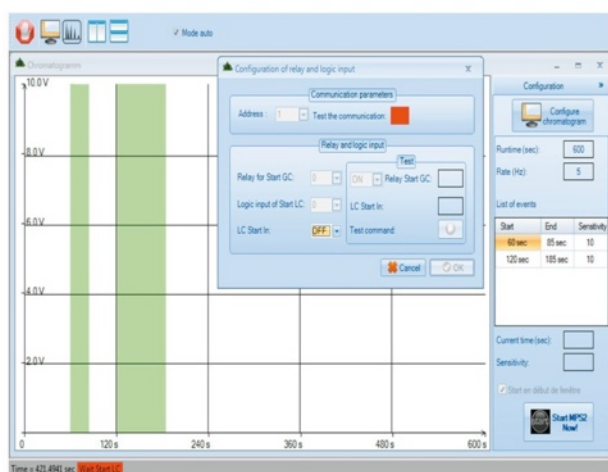 Mode auto
Chromatogramm
10.0 V
8.0 V
6.0 V
4.0 V
2.0 V
0
120 s
240 s
360 s
480 s
600 s
Configuration of relay and logic input
X
Communication parameters
Address :
1
Test the communication:
Relay and logic input
Relay for Start GC:
0
Logic input of Start LC:
0
LC Start In:
OFF
Test
ON
Relay Start GC:
LC Start In:
Test command:
Cancel
OK
Configuration
»
Configure
chromatogram
Runtime (sec):
600
Rate (Hz):
5
List of events
Start End Sensitivity
60 sec 85 sec 10
120 sec 185 sec 10
Current time (sec):
Sensitivity:
Start en début de fenêtre
Start MPS2
Now!
Time = 421.4941 sec Wait Start LC